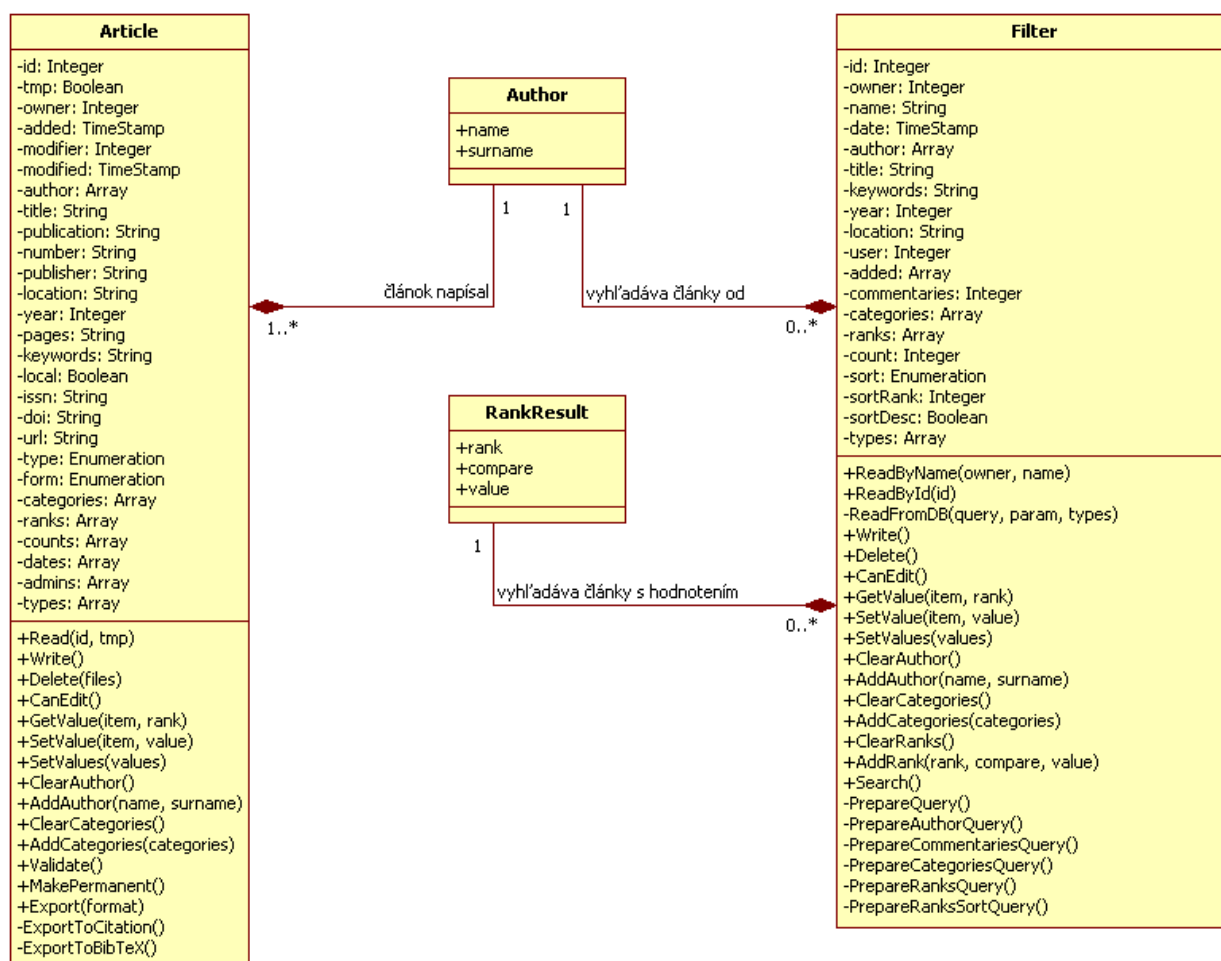 Article
-id: Integer
-tmp: Boolean
-owner: Integer
-added: TimeStamp
-modifier: Integer
-modified: TimeStamp
-author: Array
-title: String
-publication: String
-number: String
-publisher: String
-location: String
-year: Integer
-pages: String
-keywords: String
-local: Boolean
-issn: String
-doi: String
-url: String
-type: Enumeration
-form: Enumeration
-categories: Array
-ranks: Array
-counts: Array
-dates: Array
-admins: Array
-types: Array
+Read(id, tmp)
+Write()
+Delete(files)
+CanEdit()
+GetValue(item, rank)
+SetValue(item, value)
+SetValues(values)
+ClearAuthor()
+AddAuthor(name, surname)
+ClearCategories()
+AddCategories(categories)
+Validate()
+MakePermanent()
+Export(format)
-ExportToCitation()
-ExportToBibTeX()
Author
+name
+surname
1
1
článok napísal
vyhľadáva články od
1..*
0..*
RankResult
+rank
+compare
+value
1
vyhľadáva články s hodnotením
0..*
Filter
-id: Integer
-owner: Integer
-name: String
-date: TimeStamp
-author: Array
-title: String
-keywords: String
-year: Integer
-location: String
-user: Integer
-added: Array
-commentaries: Integer
-categories: Array
-ranks: Array
-count: Integer
-sort: Enumeration
-sortRank: Integer
-sortDesc: Boolean
-types: Array
+ReadByName(owner, name)
+ReadById(id)
-ReadFromDB(query, param, types)
+Write()
+Delete()
+CanEdit()
+GetValue(item, rank)
+SetValue(item, value)
+SetValues(values)
+ClearAuthor()
+AddAuthor(name, surname)
+ClearCategories()
+AddCategories(categories)
+ClearRanks()
+AddRank(rank, compare, value)
+Search()
-PrepareQuery()
-PrepareAuthorQuery()
-PrepareCommentariesQuery()
-PrepareCategoriesQuery()
-PrepareRanksQuery()
-PrepareRanksSortQuery()